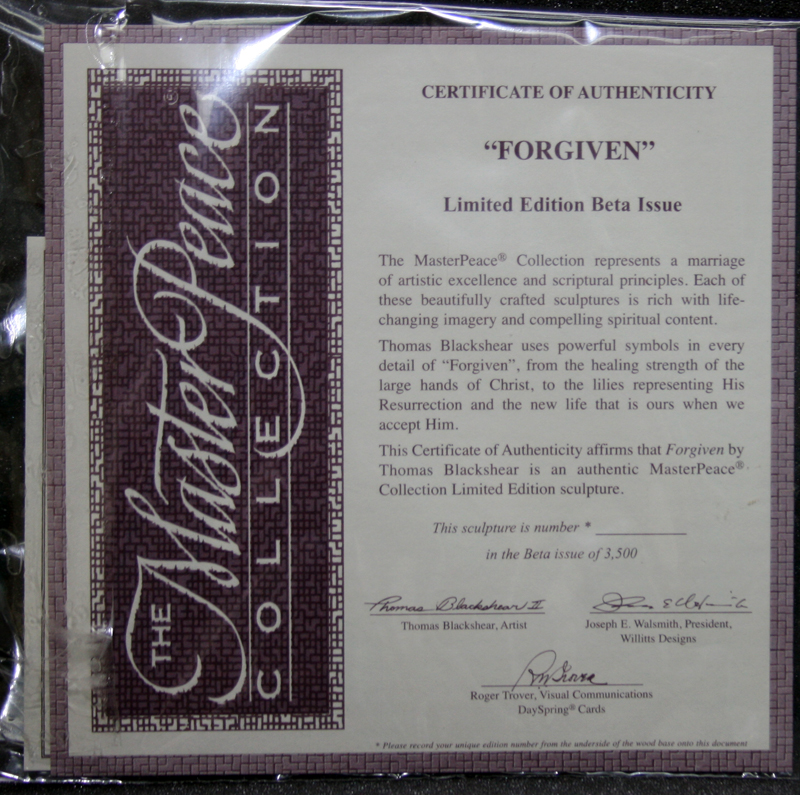 THE
MasterPeace
COLLECTION
CERTIFICATE OF AUTHENTICITY
“FORGIVEN”
Limited Edition Beta Issue
The MasterPeace® Collection represents a marriage
of artistic excellence and scriptural principles. Each of
these beautifully crafted sculptures is rich with life-
changing imagery and compelling spiritual content.
Thomas Blackshear uses powerful symbols in every
detail of “Forgiven”, from the healing strength of the
large hands of Christ, to the lilies representing His
Resurrection and the new life that is ours when we
accept Him.
This Certificate of Authenticity affirms that Forgiven by
Thomas Blackshear is an authentic MasterPeace®
Collection Limited Edition sculpture.
This sculpture is number * ____________
in the Beta issue of 3,500
Thomas Blackshear II
Thomas Blackshear, Artist
Joseph E. Walsmith, President,
Willitts Designs
Roger Trover, Visual Communications
DaySpring® Cards
* Please record your unique edition number from the underside of the wood base onto this document